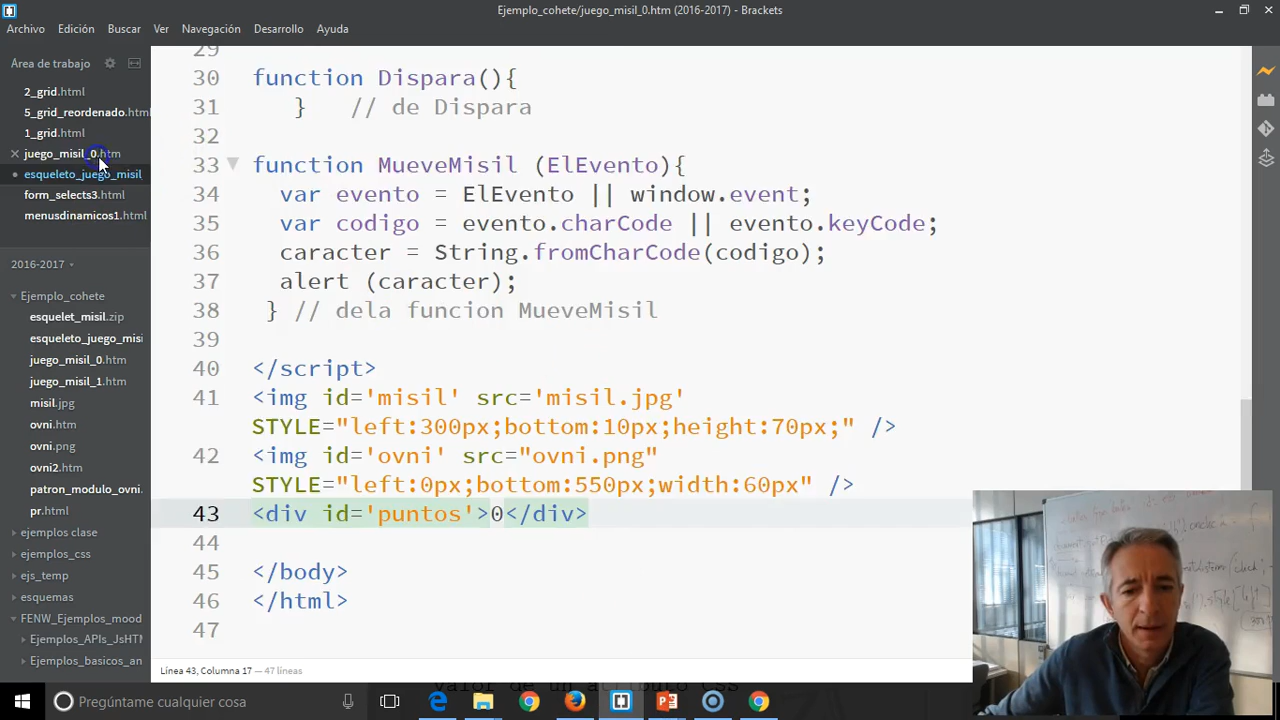 Ejemplo_cohete/juego_misil_0.htm (2016-2017) - Brackets
Archivo Edición Buscar Ver Navegación Desarrollo Ayuda
Área de trabajo
2_grid.html
5_grid_reordenado.html
1_grid.html
juego_misil_0.htm
esqueleto_juego_misil
form_selects3.html
menusdinamicos1.html
2016-2017
Ejemplo_cohete
esquelet_misil.zip
esqueleto_juego_misi
juego_misil_0.htm
juego_misil_1.htm
misil.jpg
ovni.htm
ovni.png
ovni2.htm
patron_modulo_ovni.
pr.html
ejemplos clase
ejemplos_css
ejs_temp
esquemas
FENW_Ejemplos_mood
Ejemplos_APIs_JsHTM
Ejemplos_basicos_an
29
30 function Dispara(){
31 } // de Dispara
32
33 function MueveMisil (ElEvento){
34 var evento = ElEvento || window.event;
35 var codigo = evento.charCode || evento.keyCode;
36 caracter = String.fromCharCode(codigo);
37 alert (caracter);
38 } // dela funcion MueveMisil
39
40 </script>
41 <img id='misil' src='misil.jpg'
STYLE="left:300px;bottom:10px;height:70px;" />
42 <img id='ovni' src="ovni.png"
STYLE="left:0px;bottom:550px;width:60px" />
43 <div id='puntos'>0</div>
44
45 </body>
46 </html>
47
Línea 43, Columna 17 — 47 líneas
valor de un atributo CSS
Pregúntame cualquier cosa